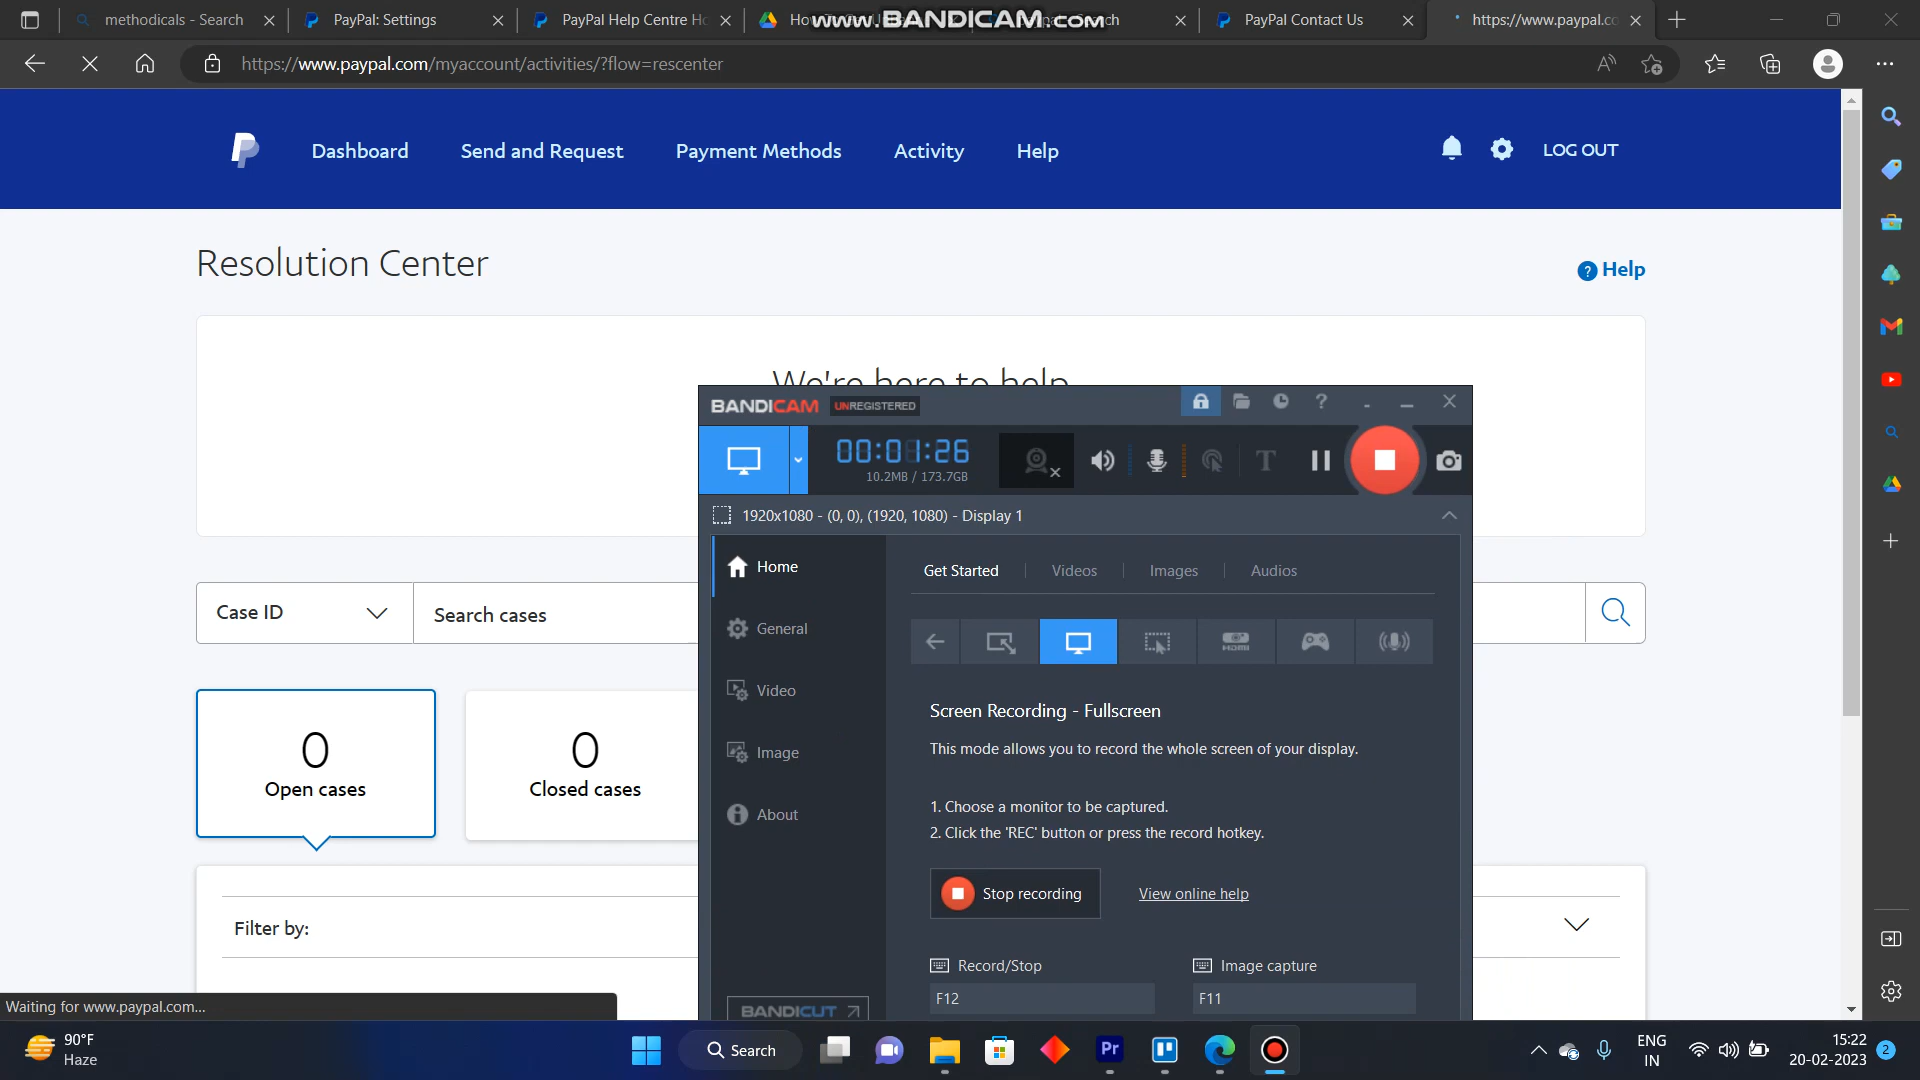 methodicals - Search
PayPal: Settings
PayPal Help Centre Ho
www.BANDICAM.com
PayPal Contact Us
https://www.paypal.co
https://www.paypal.com/myaccount/activities/?flow=rescenter
Dashboard
Send and Request
Payment Methods
Activity
Help
LOG OUT
Resolution Center
? Help
We're here to help
BANDICAM UNREGISTERED
00:01:26
10.2MB / 173.7GB
1920x1080 - (0, 0), (1920, 1080) - Display 1
Home
Get Started
Videos
Images
Audios
General
HDMI
Video
Image
About
Screen Recording - Fullscreen
This mode allows you to record the whole screen of your display.
1. Choose a monitor to be captured.
2. Click the 'REC' button or press the record hotkey.
Stop recording
View online help
Record/Stop
Image capture
F12
F11
BANDICUT
Case ID
Search cases
0
Open cases
0
Closed cases
Filter by:
Waiting for www.paypal.com...
90°F
Haze
Search
Pr
ENG
IN
15:22
20-02-2023
2